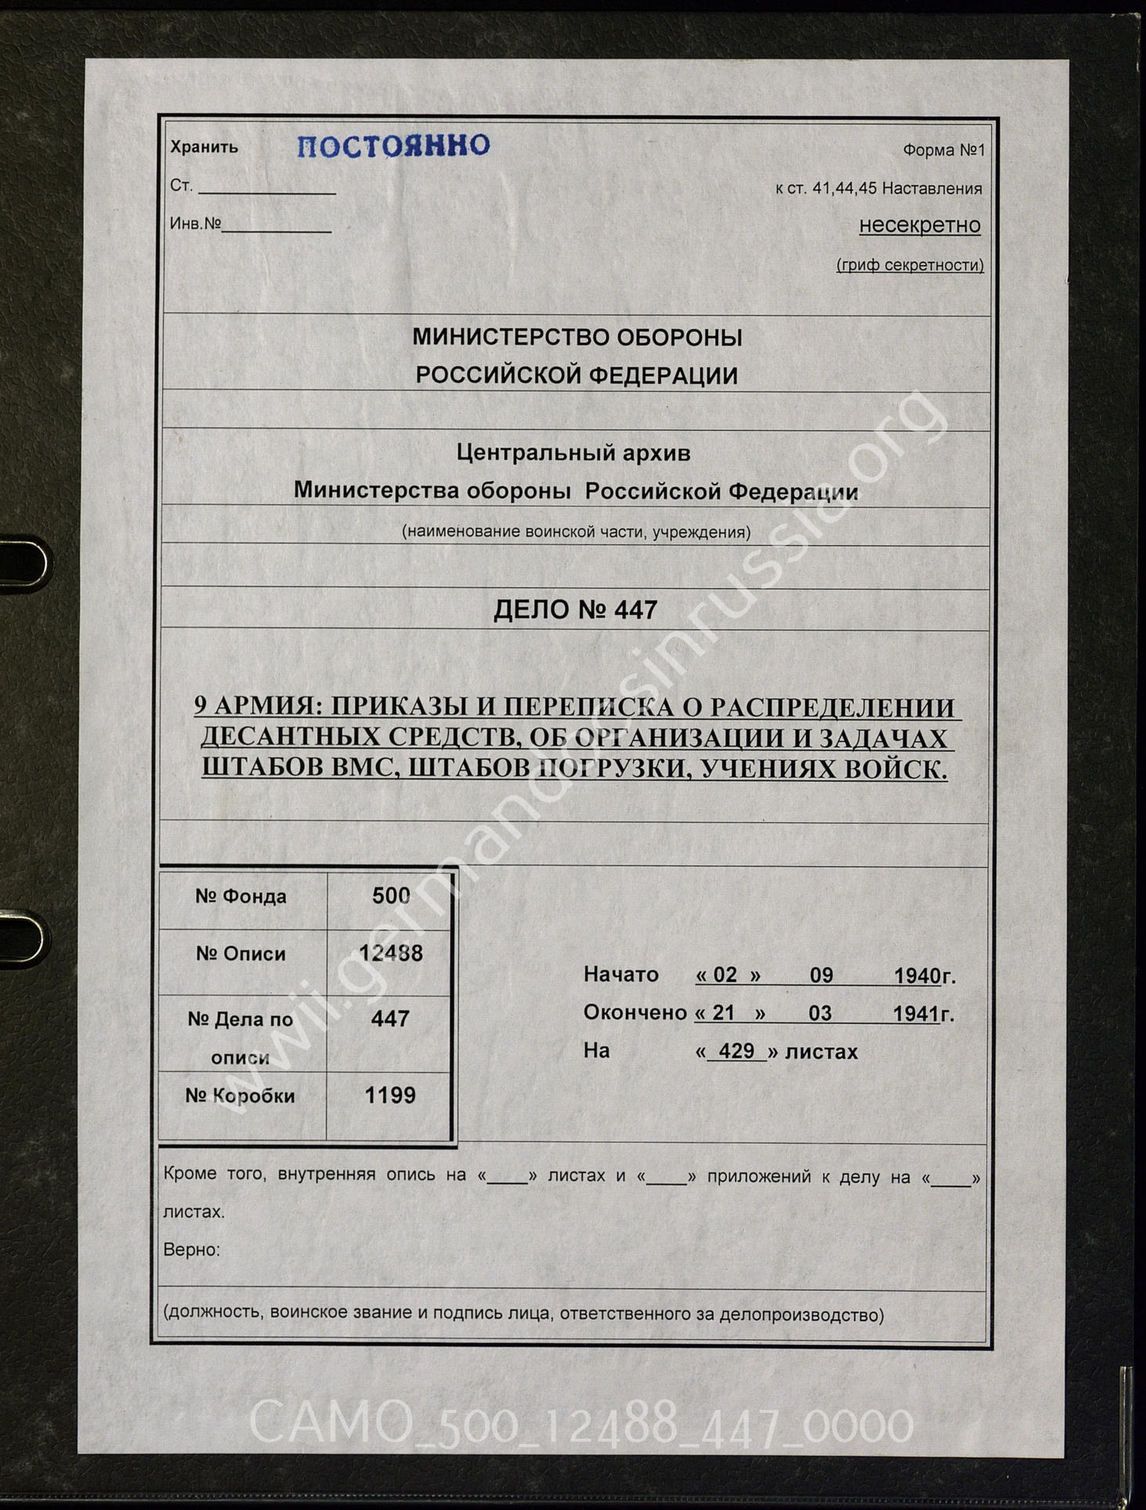 Хранить ПОСТОЯННО Форма №1
Ст. к ст. 41,44,45 Наставления
Инв.№ несекретно
(гриф секретности)
МИНИСТЕРСТВО ОБОРОНЫ
РОССИЙСКОЙ ФЕДЕРАЦИИ
Центральный архив
Министерства обороны Российской Федерации
(наименование воинской части, учреждения)
ДЕЛО № 447
9 АРМИЯ: ПРИКАЗЫ И ПЕРЕПИСКА О РАСПРЕДЕЛЕНИИ
ДЕСАНТНЫХ СРЕДСТВ, ОБ ОРГАНИЗАЦИИ И ЗАДАЧАХ
ШТАБОВ ВМС, ШТАБОВ ПОГРУЗКИ, УЧЕНИЯХ ВОЙСК.
№ Фонда 500
№ Описи 12488
№ Дела по
описи 447
№ Коробки 1199
Начато « 02 » 09 1940г.
Окончено « 21 » 03 1941г.
На « 429 » листах
Кроме того, внутренняя опись на «____» листах и «____» приложений к делу на «____»
листах.
Верно:
(должность, воинское звание и подпись лица, ответственного за делопроизводство)
www.wwii.germandocsinrussia.org
CAMO_500_12488_447_0000